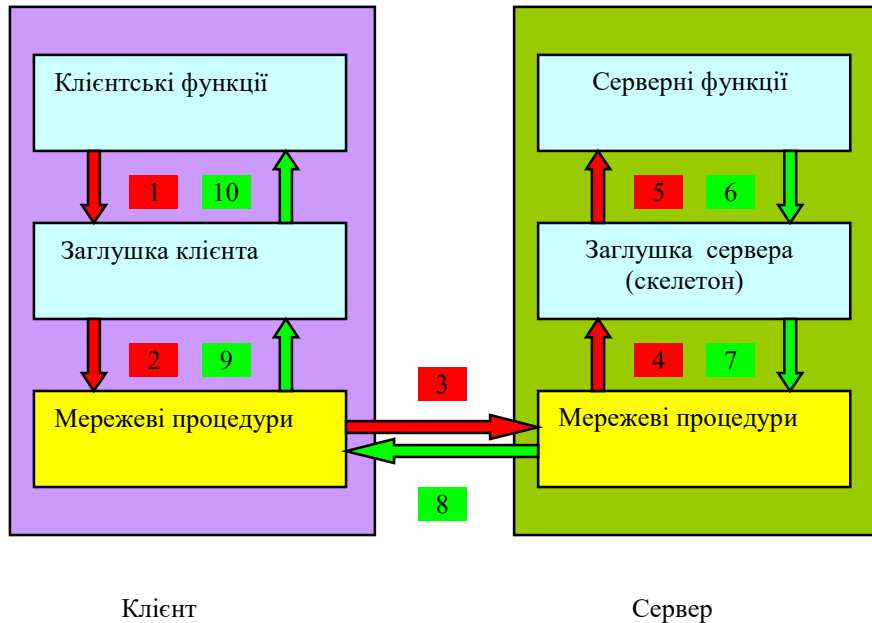 Клієнтські функції
Серверні функції
1
10
5
6
Заглушка клієнта
Заглушка сервера
(скелетон)
2
9
4
7
3
Мережеві процедури
Мережеві процедури
8
Клієнт
Сервер